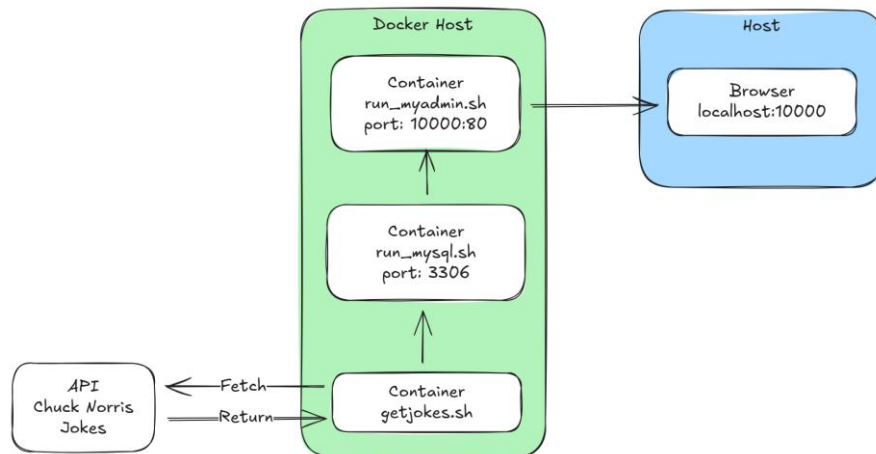 Docker Host
Container
run_myadmin.sh
port: 10000:80
Container
run_mysql.sh
port: 3306
Container
getjokes.sh
Host
Browser
localhost:10000
API
Chuck Norris
Jokes
Fetch
Return